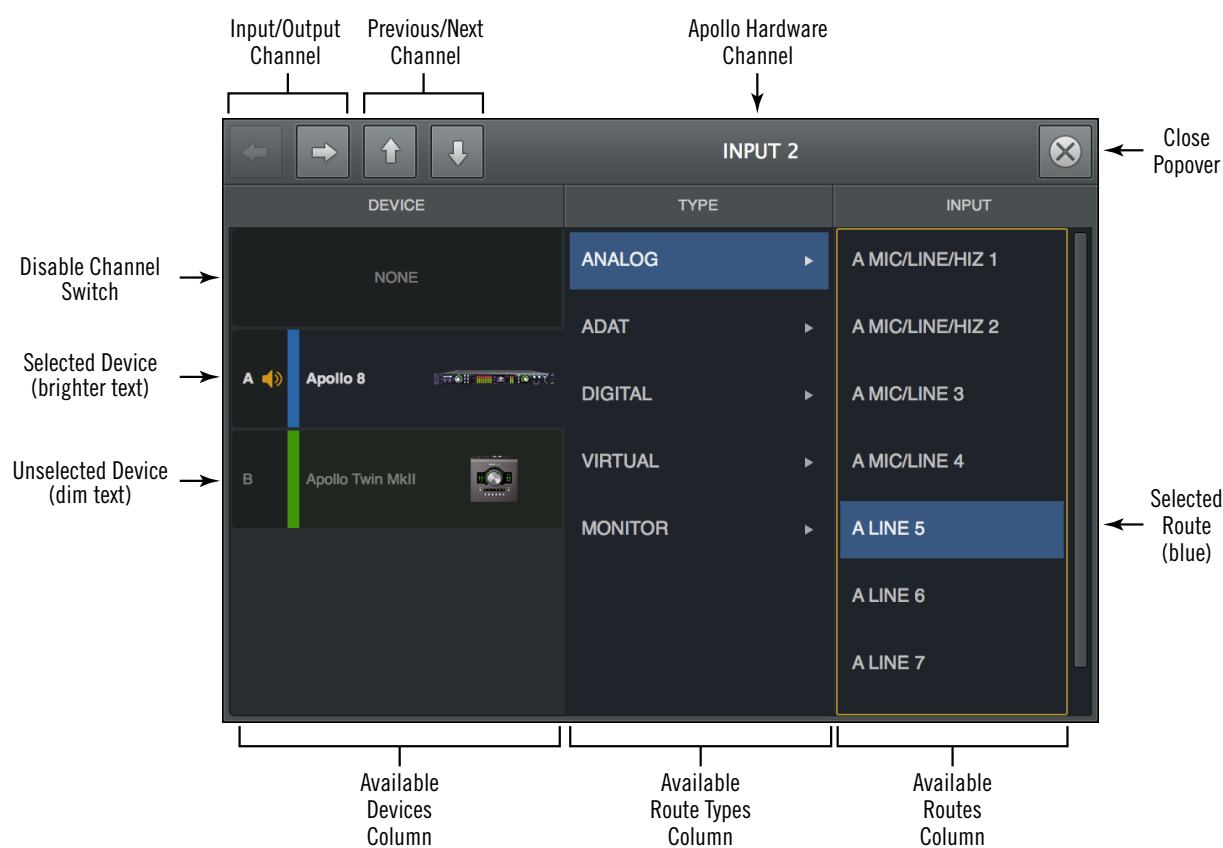 Input/Output
Channel
Previous/Next
Channel
Apollo Hardware
Channel
INPUT 2
Close
Popover
DEVICE
TYPE
INPUT
Disable Channel
Switch
NONE
Selected Device
(brighter text)
A
Apollo 8
Unselected Device
(dim text)
B
Apollo Twin MkII
ANALOG
ADAT
DIGITAL
VIRTUAL
MONITOR
A MIC/LINE/HIZ 1
A MIC/LINE/HIZ 2
A MIC/LINE 3
A MIC/LINE 4
A LINE 5
A LINE 6
A LINE 7
Selected
Route
(blue)
Available
Devices
Column
Available
Route Types
Column
Available
Routes
Column